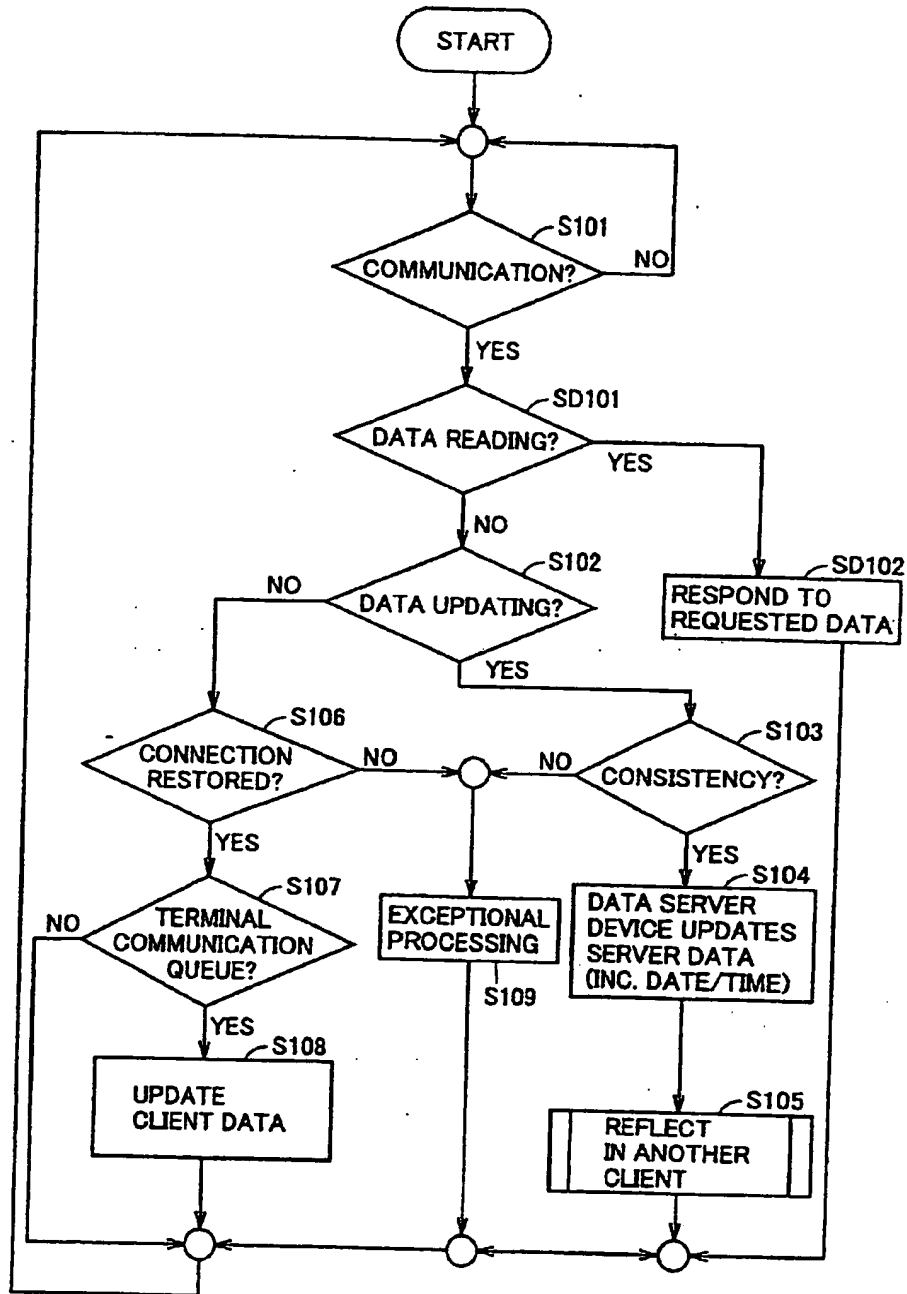 START
S101
COMMUNICATION?
NO
YES
SD101
DATA READING?
YES
NO
S102
DATA UPDATING?
NO
YES
SD102
RESPOND TO
REQUESTED DATA
S106
CONNECTION
RESTORED?
NO
YES
S103
CONSISTENCY?
NO
YES
S107
TERMINAL
COMMUNICATION
QUEUE?
NO
YES
EXCEPTIONAL
PROCESSING
S109
S104
DATA SERVER
DEVICE UPDATES
SERVER DATA
(INC. DATE/TIME)
S108
UPDATE
CLIENT DATA
S105
REFLECT
IN ANOTHER
CLIENT